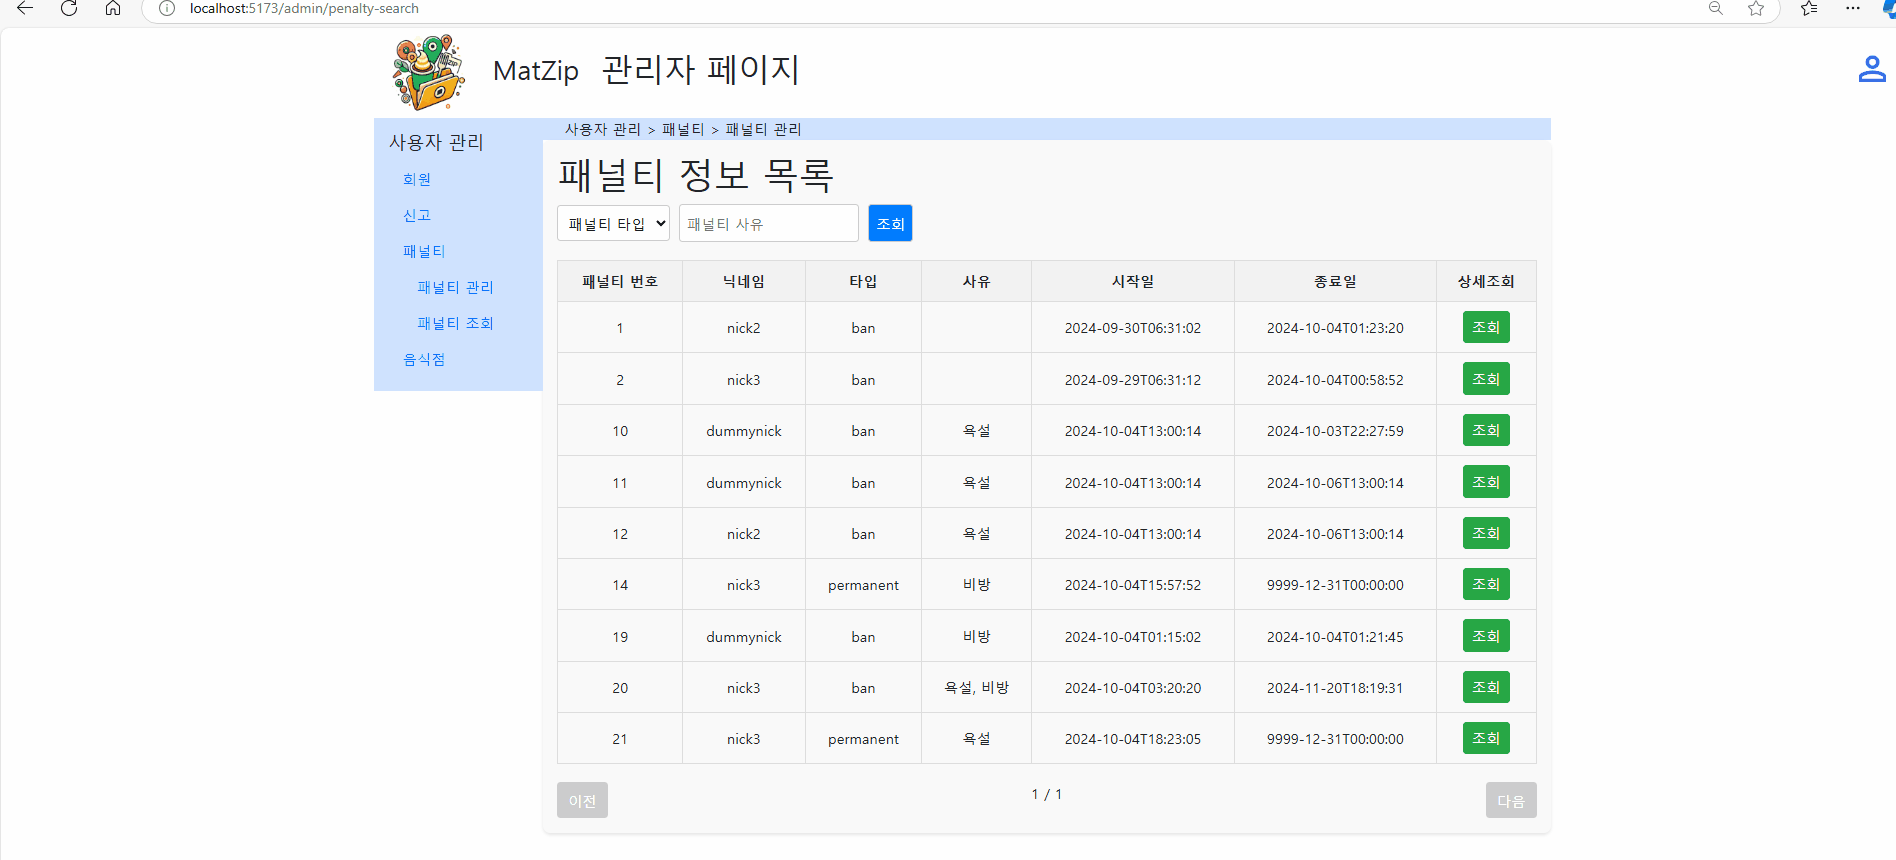 localhost:5173/admin/penalty-search
MatZip 관리자 페이지
사용자 관리
회원
신고
패널티
패널티 관리
패널티 조회
음식점
사용자 관리 > 패널티 > 패널티 관리
패널티 정보 목록
패널티 타입 패널티 사유 조회
패널티 번호 닉네임 타입 사유 시작일 종료일 상세조회
1 nick2 ban 2024-09-30T06:31:02 2024-10-04T01:23:20 조회
2 nick3 ban 2024-09-29T06:31:12 2024-10-04T00:58:52 조회
10 dummynick ban 욕설 2024-10-04T13:00:14 2024-10-03T22:27:59 조회
11 dummynick ban 욕설 2024-10-04T13:00:14 2024-10-06T13:00:14 조회
12 nick2 ban 욕설 2024-10-04T13:00:14 2024-10-06T13:00:14 조회
14 nick3 permanent 비방 2024-10-04T15:57:52 9999-12-31T00:00:00 조회
19 dummynick ban 비방 2024-10-04T01:15:02 2024-10-04T01:21:45 조회
20 nick3 ban 욕설, 비방 2024-10-04T03:20:20 2024-11-20T18:19:31 조회
21 nick3 permanent 욕설 2024-10-04T18:23:05 9999-12-31T00:00:00 조회
이전 1 / 1 다음